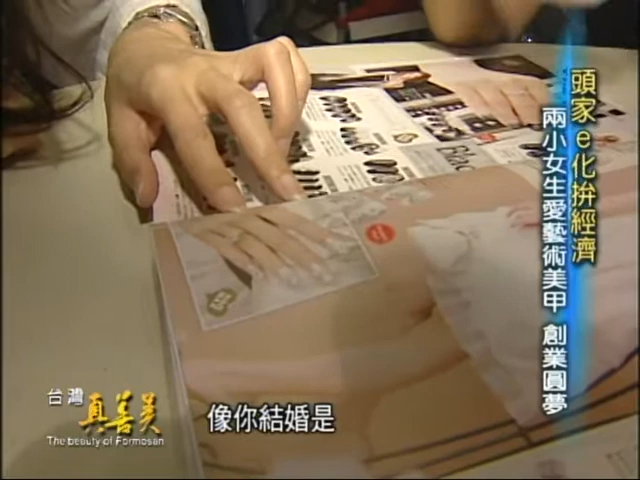 頭家e化拚經濟
兩小女生愛藝術美甲 創業圓夢
台灣
真善美
The beauty of Formosan
像你結婚是